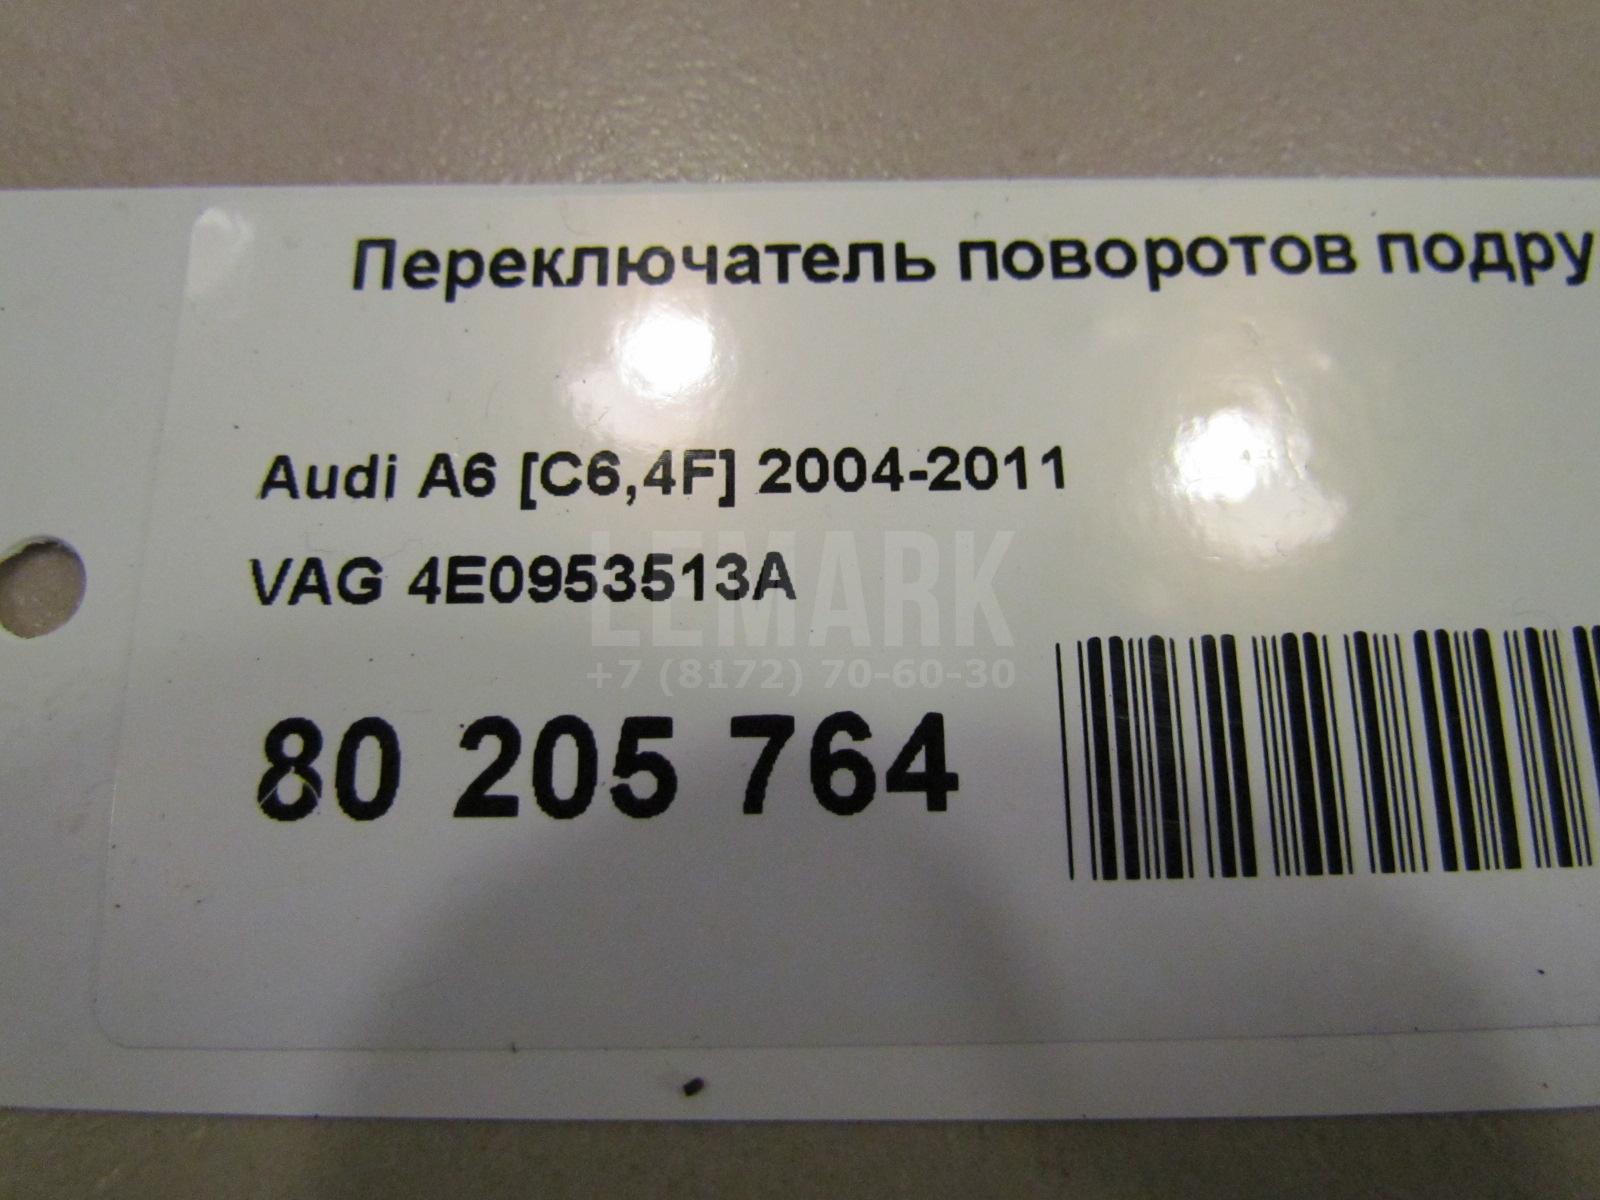 Переключатель поворотов подру
Audi A6 [C6,4F] 2004-2011
VAG 4E0953513A
LEMARK
+7 (8172) 70-60-30
80 205 764